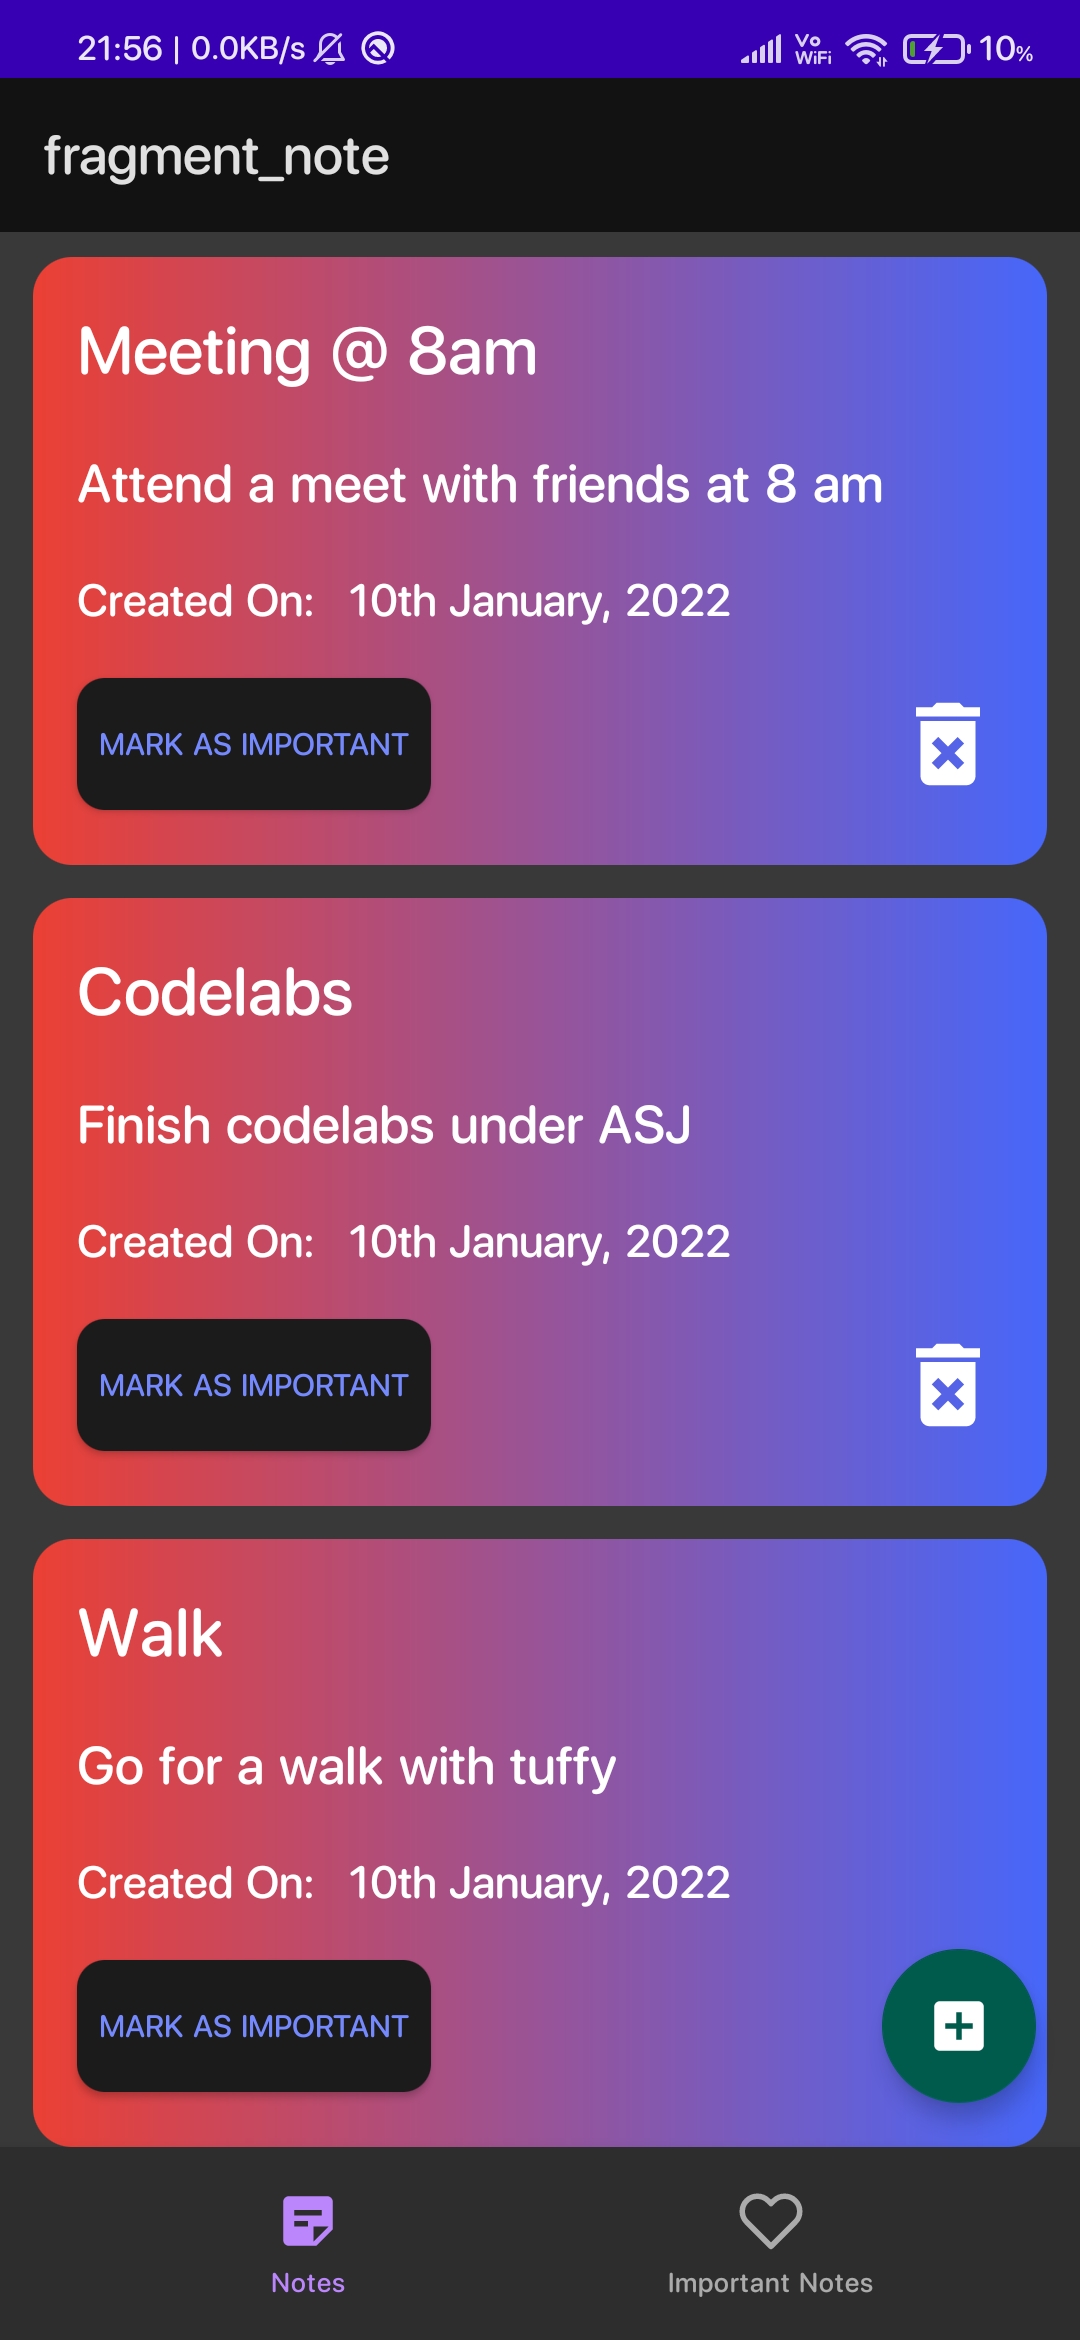 21:56 | 0.0KB/s Vo WiFi 10%
fragment_note
Meeting @ 8am
Attend a meet with friends at 8 am
Created On: 10th January, 2022
MARK AS IMPORTANT
Codelabs
Finish codelabs under ASJ
Created On: 10th January, 2022
MARK AS IMPORTANT
Walk
Go for a walk with tuffy
Created On: 10th January, 2022
MARK AS IMPORTANT
Notes
Important Notes